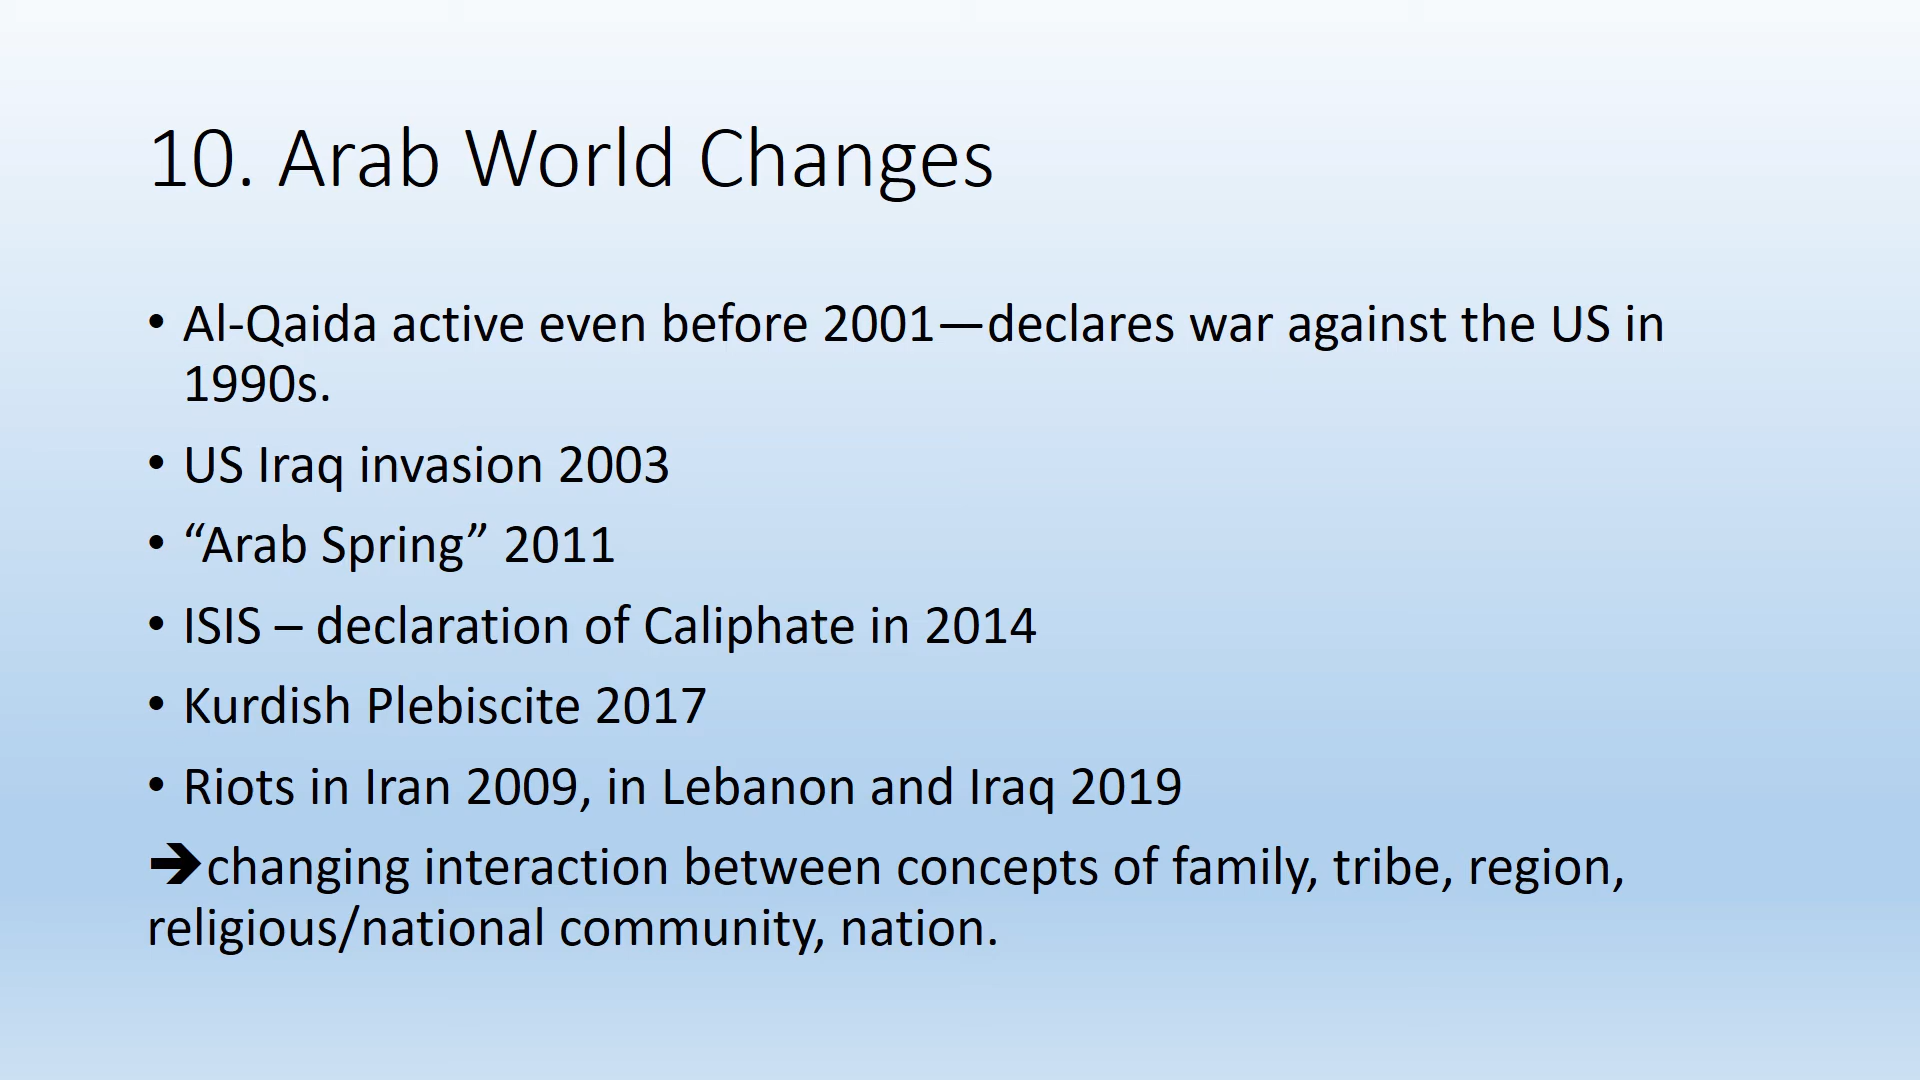 10. Arab World Changes
• Al-Qaida active even before 2001—declares war against the US in
1990s.
• US Iraq invasion 2003
• “Arab Spring” 2011
• ISIS – declaration of Caliphate in 2014
• Kurdish Plebiscite 2017
• Riots in Iran 2009, in Lebanon and Iraq 2019
➔changing interaction between concepts of family, tribe, region,
religious/national community, nation.